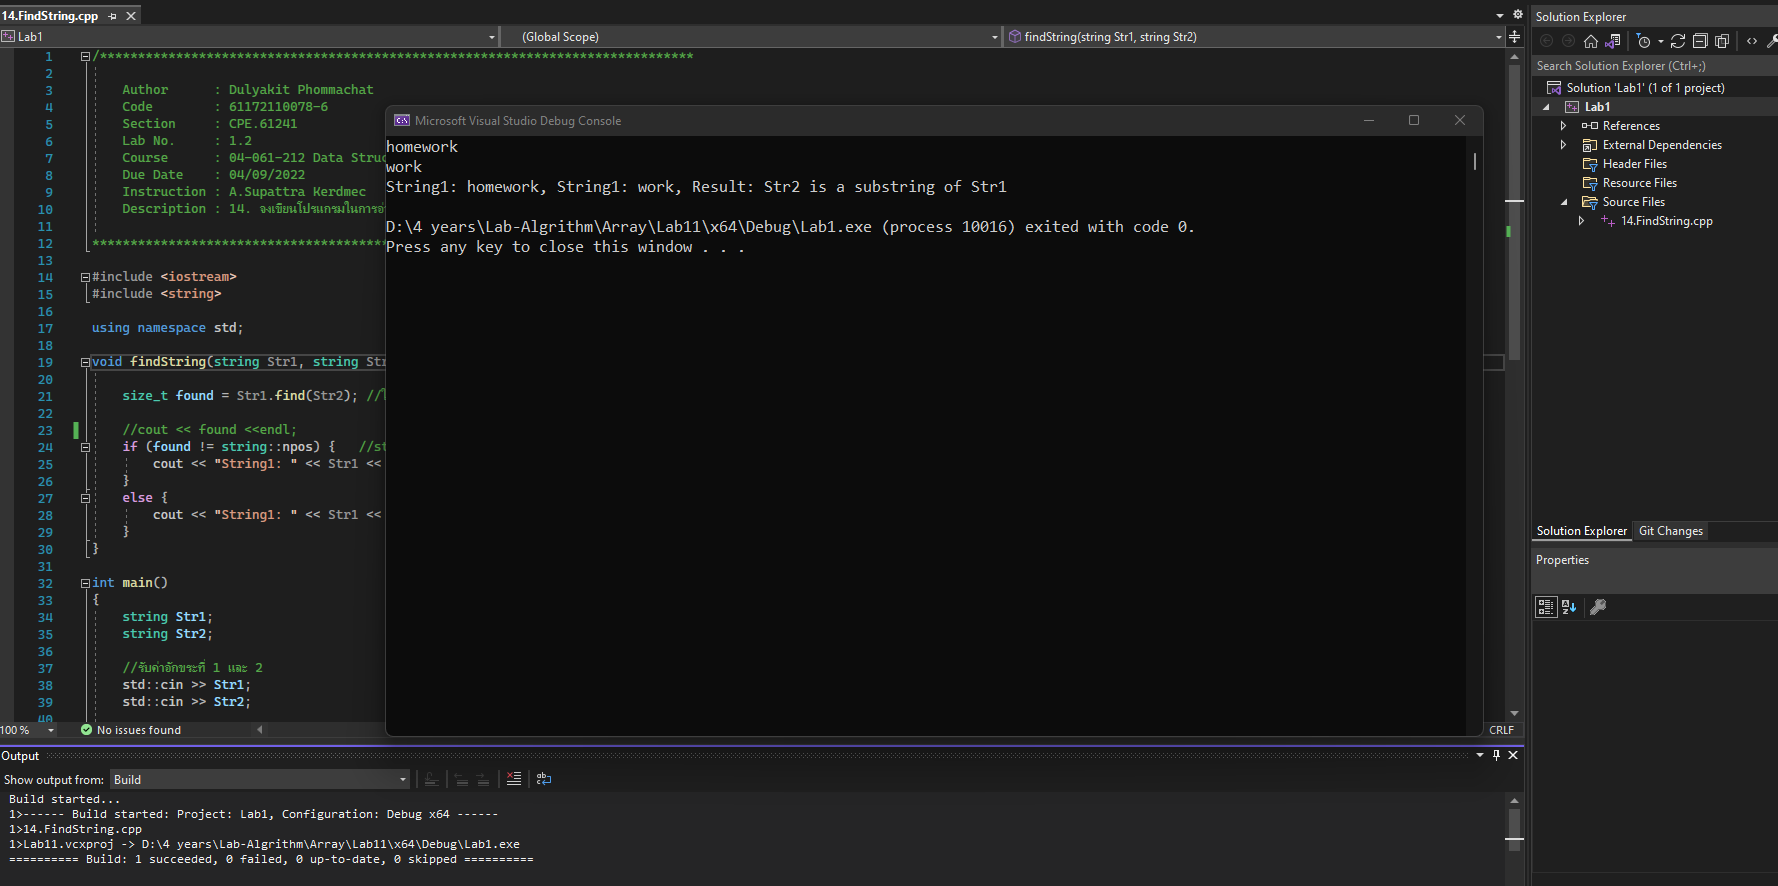 14.FindString.cpp
Lab1
(Global Scope)
findString(string Str1, string Str2)
1 /******************************************************************************
2
3 Author : Dulyakit Phommachat
4 Code : 61172110078-6
5 Section : CPE.61241
6 Lab No. : 1.2
7 Course : 04-061-212 Data Struc
8 Due Date : 04/09/2022
9 Instruction : A.Supattra Kerdmec
10 Description : 14. จงเขียนโปรแกรมในการอ่
11
12 ***************************************
13
14 #include <iostream>
15 #include <string>
16
17 using namespace std;
18
19 void findString(string Str1, string Str
20
21 size_t found = Str1.find(Str2); //
22
23 //cout << found <<endl;
24 if (found != string::npos) { //st
25 cout << "String1: " << Str1 <<
26 }
27 else {
28 cout << "String1: " << Str1 <<
29 }
30 }
31
32 int main()
33 {
34 string Str1;
35 string Str2;
36
37 //รับค่าอักขระที่ 1 และ 2
38 std::cin >> Str1;
39 std::cin >> Str2;
40
100 %
No issues found
CRLF
Microsoft Visual Studio Debug Console
homework
work
String1: homework, String1: work, Result: Str2 is a substring of Str1
D:\4 years\Lab-Algrithm\Array\Lab11\x64\Debug\Lab1.exe (process 10016) exited with code 0.
Press any key to close this window . . .
Output
Show output from: Build
Build started...
1>------ Build started: Project: Lab1, Configuration: Debug x64 ------
1>14.FindString.cpp
1>Lab11.vcxproj -> D:\4 years\Lab-Algrithm\Array\Lab11\x64\Debug\Lab1.exe
========== Build: 1 succeeded, 0 failed, 0 up-to-date, 0 skipped ==========
Solution Explorer
Search Solution Explorer (Ctrl+;)
Solution 'Lab1' (1 of 1 project)
Lab1
References
External Dependencies
Header Files
Resource Files
Source Files
14.FindString.cpp
Solution Explorer Git Changes
Properties